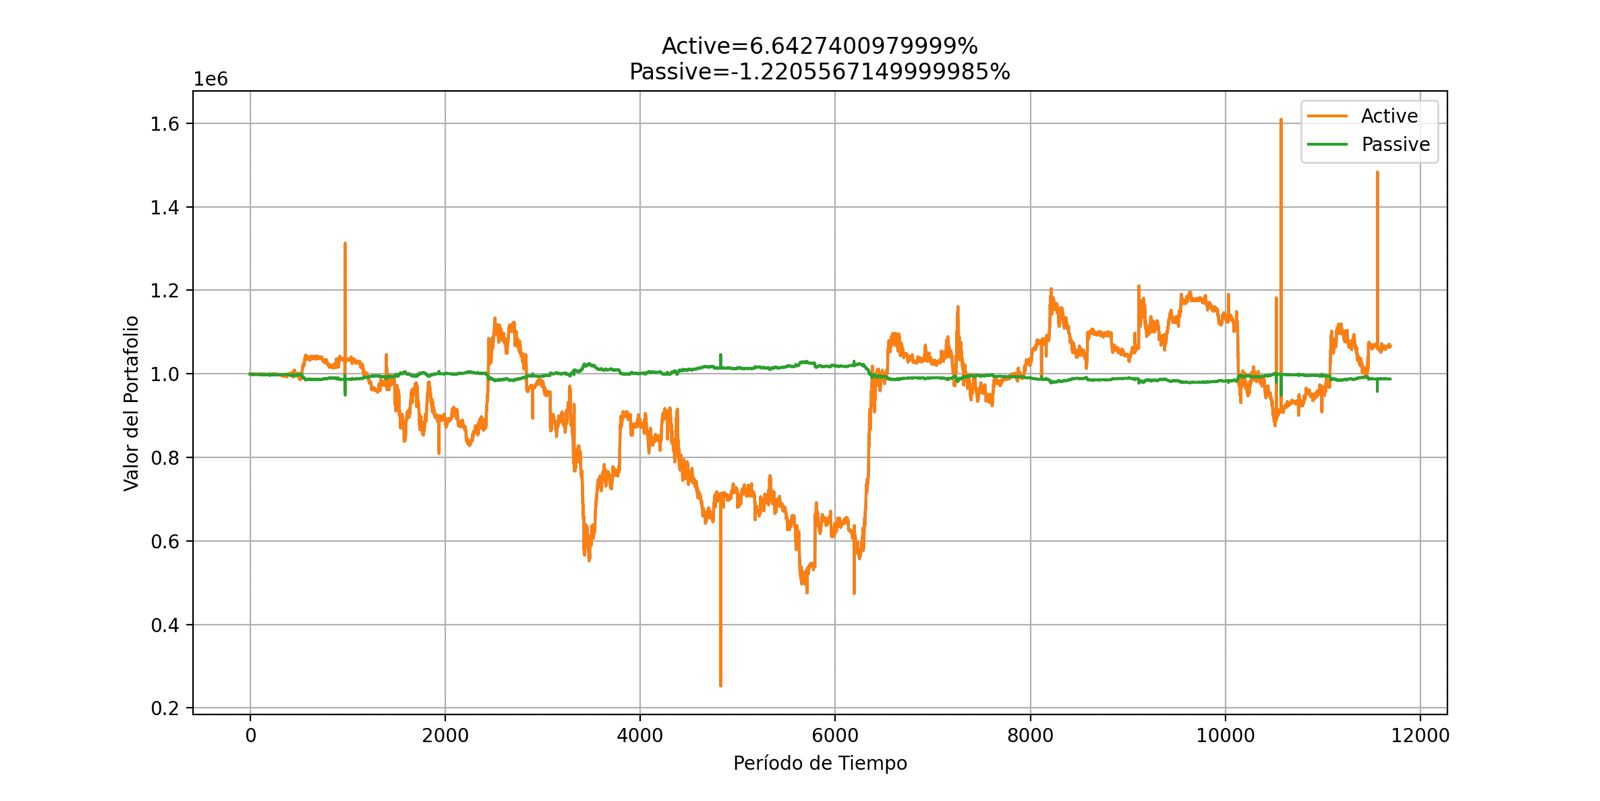 Active=6.6427400979999%
Passive=-1.2205567149999985%
1e6
Active
Passive
1.6
1.4
1.2
1.0
0.8
0.6
0.4
0.2
Valor del Portafolio
0
2000
4000
6000
8000
10000
12000
Período de Tiempo